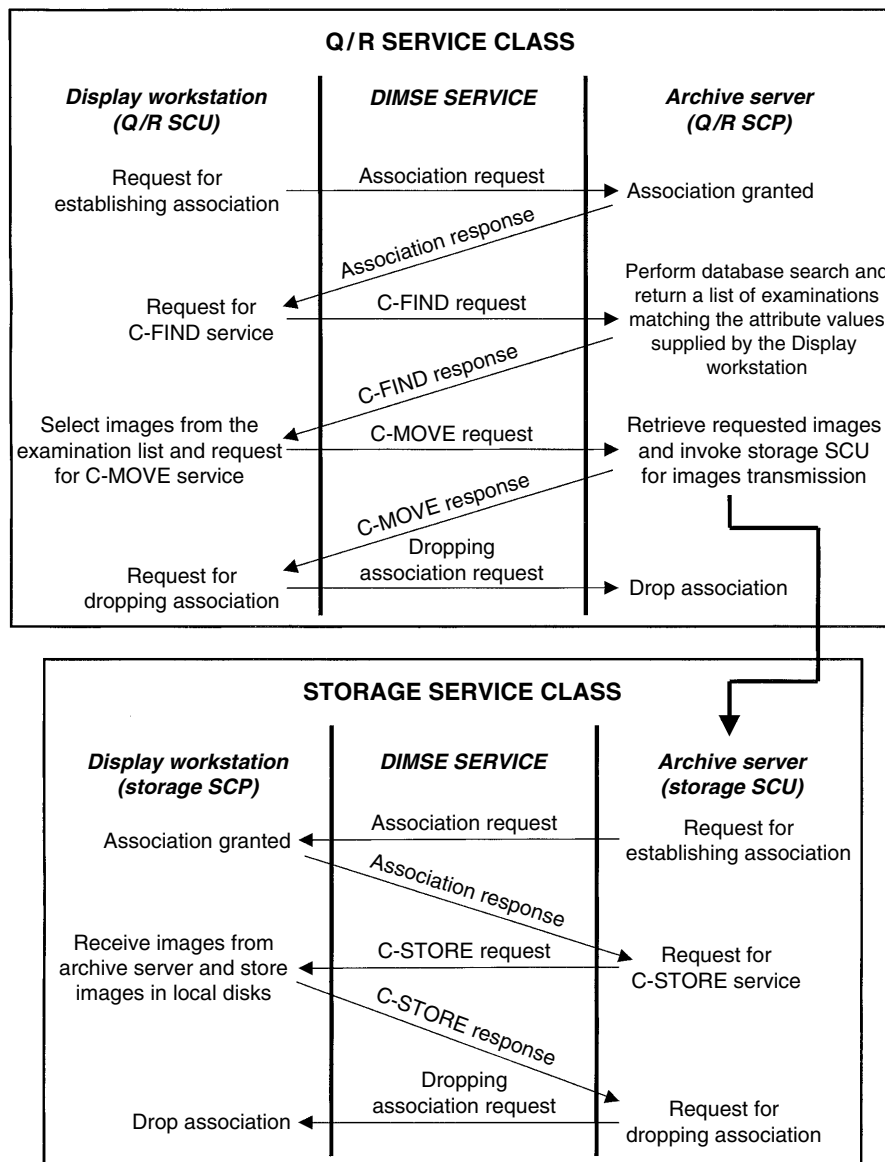 Q/R SERVICE CLASS
Display workstation
(Q/R SCU)
DIMSE SERVICE
Archive server
(Q/R SCP)
Request for
establishing association
Association request
Association granted
Association response
Request for
C-FIND service
C-FIND request
Perform database search and
return a list of examinations
matching the attribute values
supplied by the Display
workstation
C-FIND response
Select images from the
examination list and request
for C-MOVE service
C-MOVE request
Retrieve requested images
and invoke storage SCU
for images transmission
C-MOVE response
Request for
dropping association
Dropping
association request
Drop association
STORAGE SERVICE CLASS
Display workstation
(storage SCP)
DIMSE SERVICE
Archive server
(storage SCU)
Association granted
Association request
Request for
establishing association
Association response
Receive images from
archive server and store
images in local disks
C-STORE request
Request for
C-STORE service
C-STORE response
Drop association
Dropping
association request
Request for
dropping association